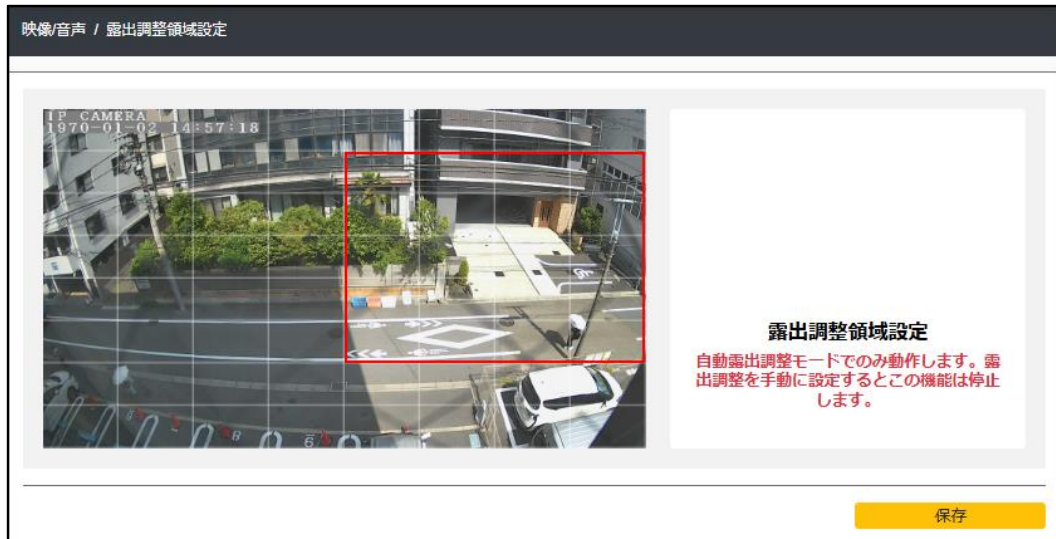 映像/音声 / 露出調整領域設定
IP CAMERA
1970-01-02 14:57:18
露出調整領域設定
自動露出調整モードでのみ動作します。露
出調整を手動に設定するとこの機能は停止
します。
保存